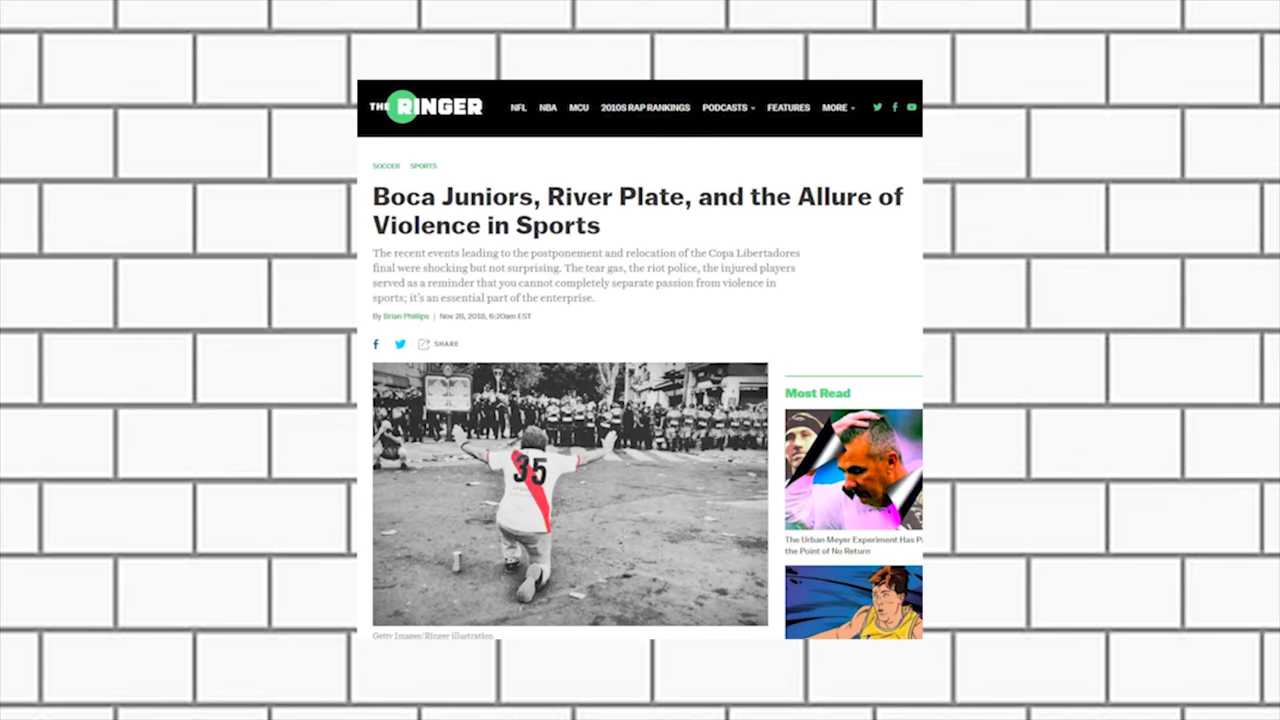 THE RINGER
NFL NBA MCU 2010S RAP RANKINGS PODCASTS FEATURES MORE
SOCCER SPORTS
Boca Juniors, River Plate, and the Allure of
Violence in Sports
The recent events leading to the postponement and relocation of the Copa Libertadores
final were shocking but not surprising. The tear gas, the riot police, the injured players
served as a reminder that you cannot completely separate passion from violence in
sports; it's an essential part of the enterprise.
By Brian Phillips | Nov 28, 2018, 6:20am EST
SHARE
35
Most Read
The Urban Meyer Experiment Has P
the Point of No Return
Getty Images/Ringer illustration